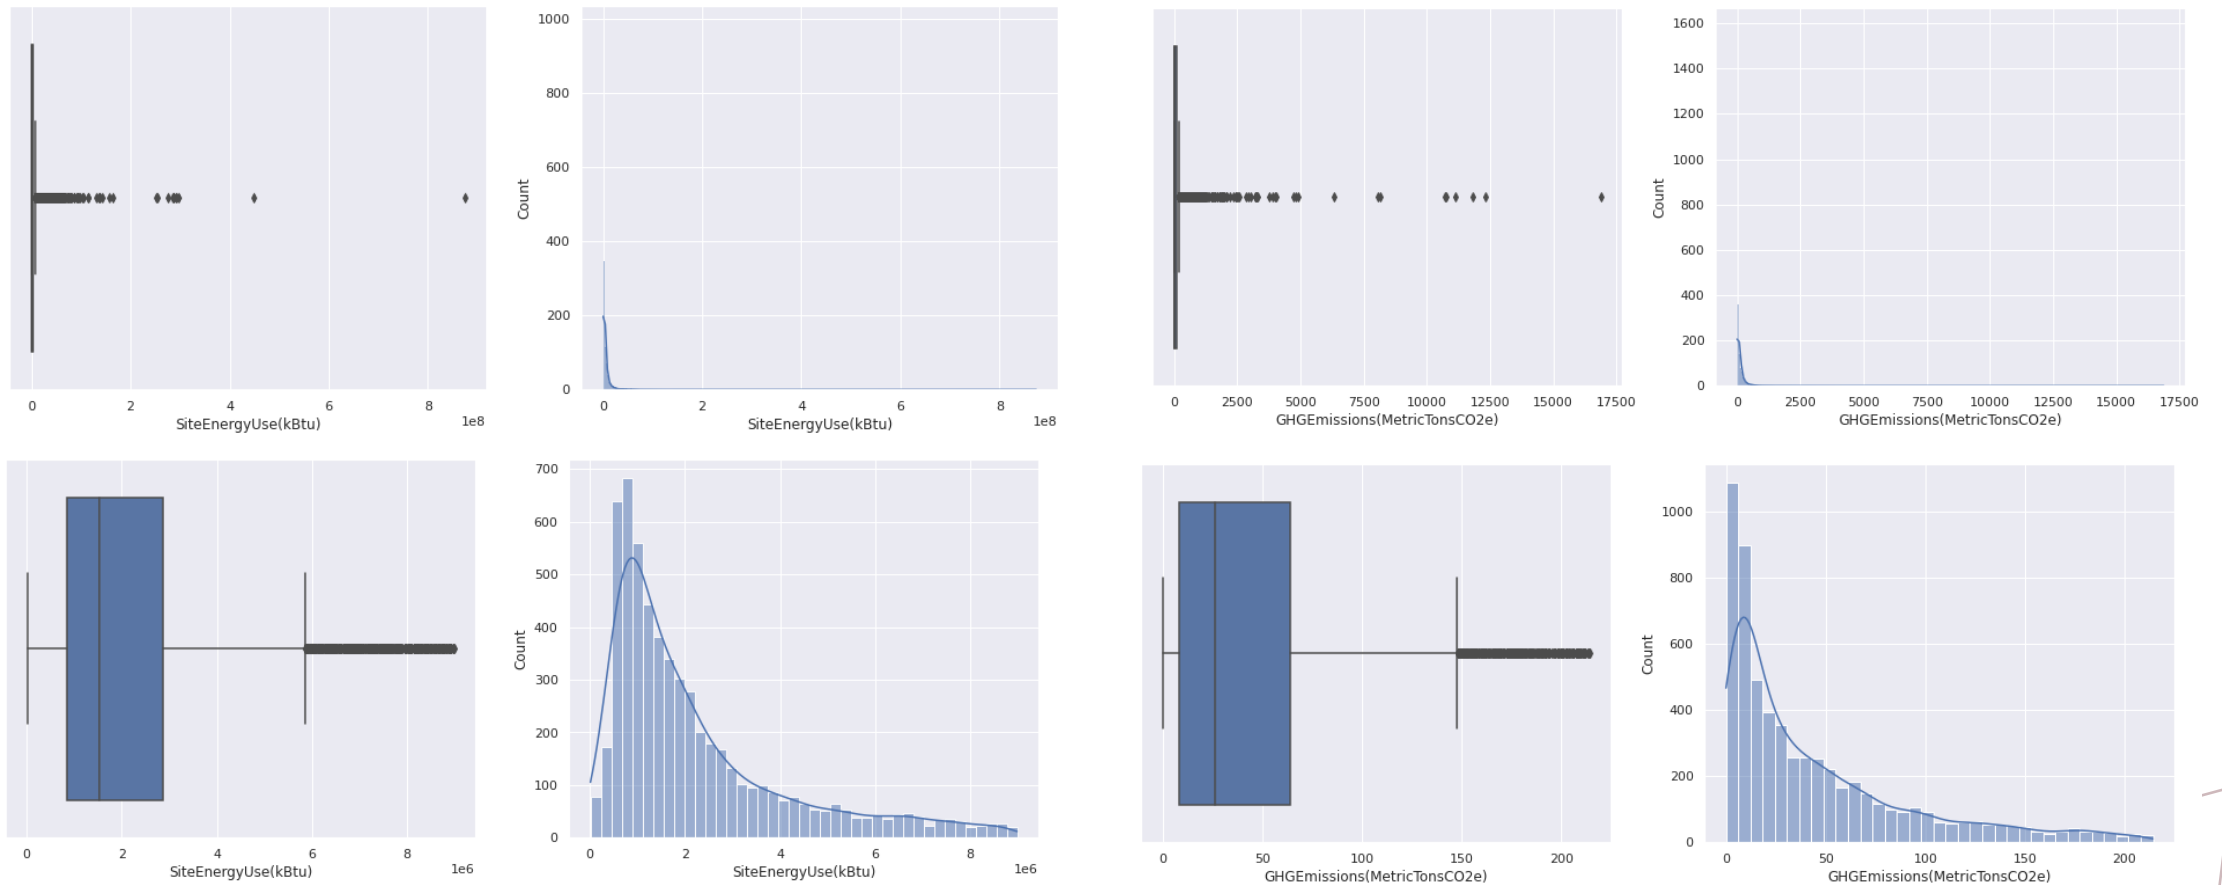 0 2 4 6 8
1e8
SiteEnergyUse(kBtu)
1000
800
600
400
200
0
Count
0 2 4 6 8
1e8
SiteEnergyUse(kBtu)
0 2500 5000 7500 10000 12500 15000 17500
GHGEmissions(MetricTonsCO2e)
1600
1400
1200
1000
800
600
400
200
0
Count
0 2500 5000 7500 10000 12500 15000 17500
GHGEmissions(MetricTonsCO2e)
0 2 4 6 8
1e6
SiteEnergyUse(kBtu)
700
600
500
400
300
200
100
0
Count
0 2 4 6 8
1e6
SiteEnergyUse(kBtu)
0 50 100 150 200
GHGEmissions(MetricTonsCO2e)
1000
800
600
400
200
0
Count
0 50 100 150 200
GHGEmissions(MetricTonsCO2e)